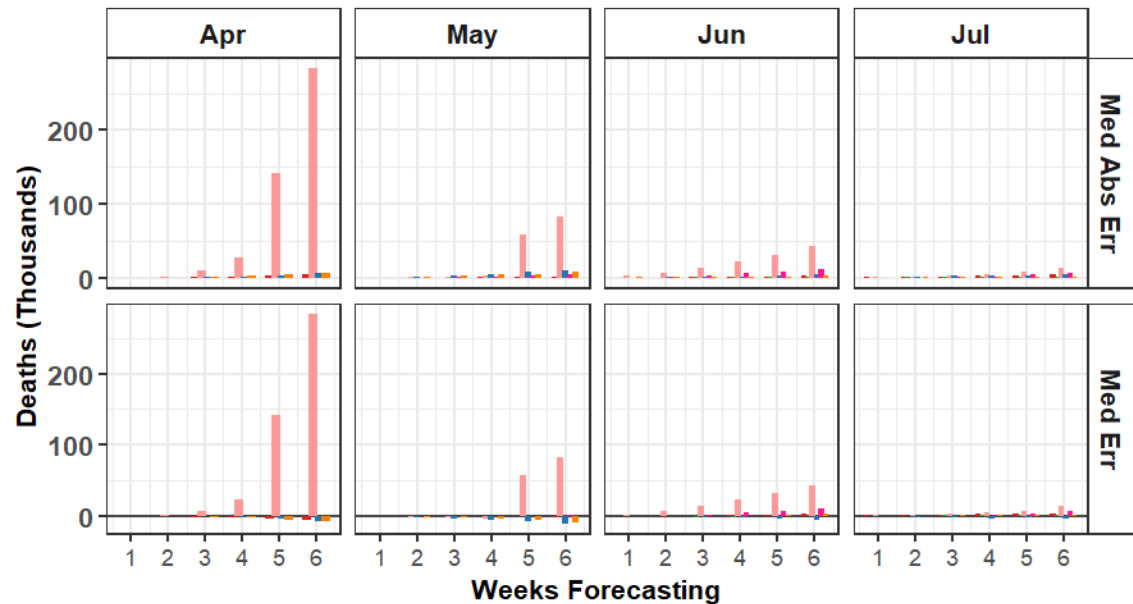 Apr May Jun Jul
Deaths (Thousands)
200
100
0
Med Abs Err
200
100
0
Med Err
1 2 3 4 5 6 1 2 3 4 5 6 1 2 3 4 5 6 1 2 3 4 5 6
Weeks Forecasting